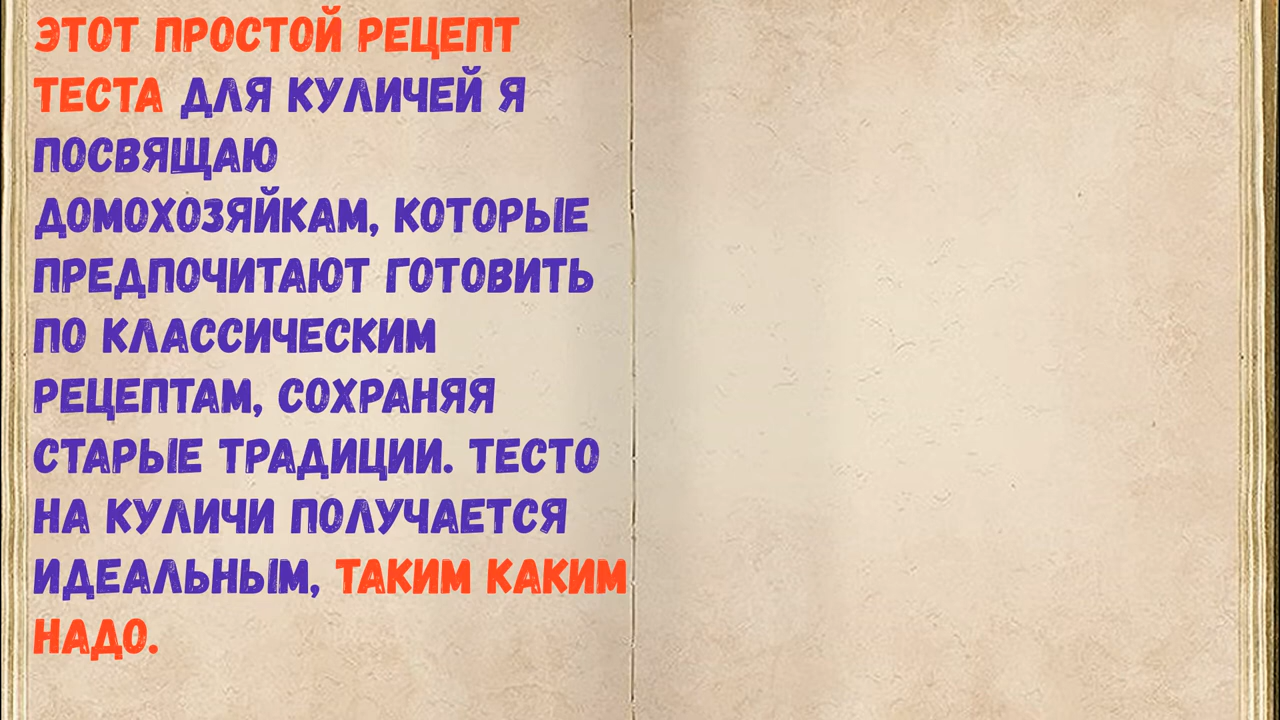 ЭТОТ ПРОСТОЙ РЕЦЕПТ
ТЕСТА ДЛЯ КУЛИЧЕЙ Я
ПОСВЯЩАЮ
ДОМОХОЗЯЙКАМ, КОТОРЫЕ
ПРЕДПОЧИТАЮТ ГОТОВИТЬ
ПО КЛАССИЧЕСКИМ
РЕЦЕПТАМ, СОХРАНЯЯ
СТАРЫЕ ТРАДИЦИИ. ТЕСТО
НА КУЛИЧИ ПОЛУЧАЕТСЯ
ИДЕАЛЬНЫМ, ТАКИМ КАКИМ
НАДО.